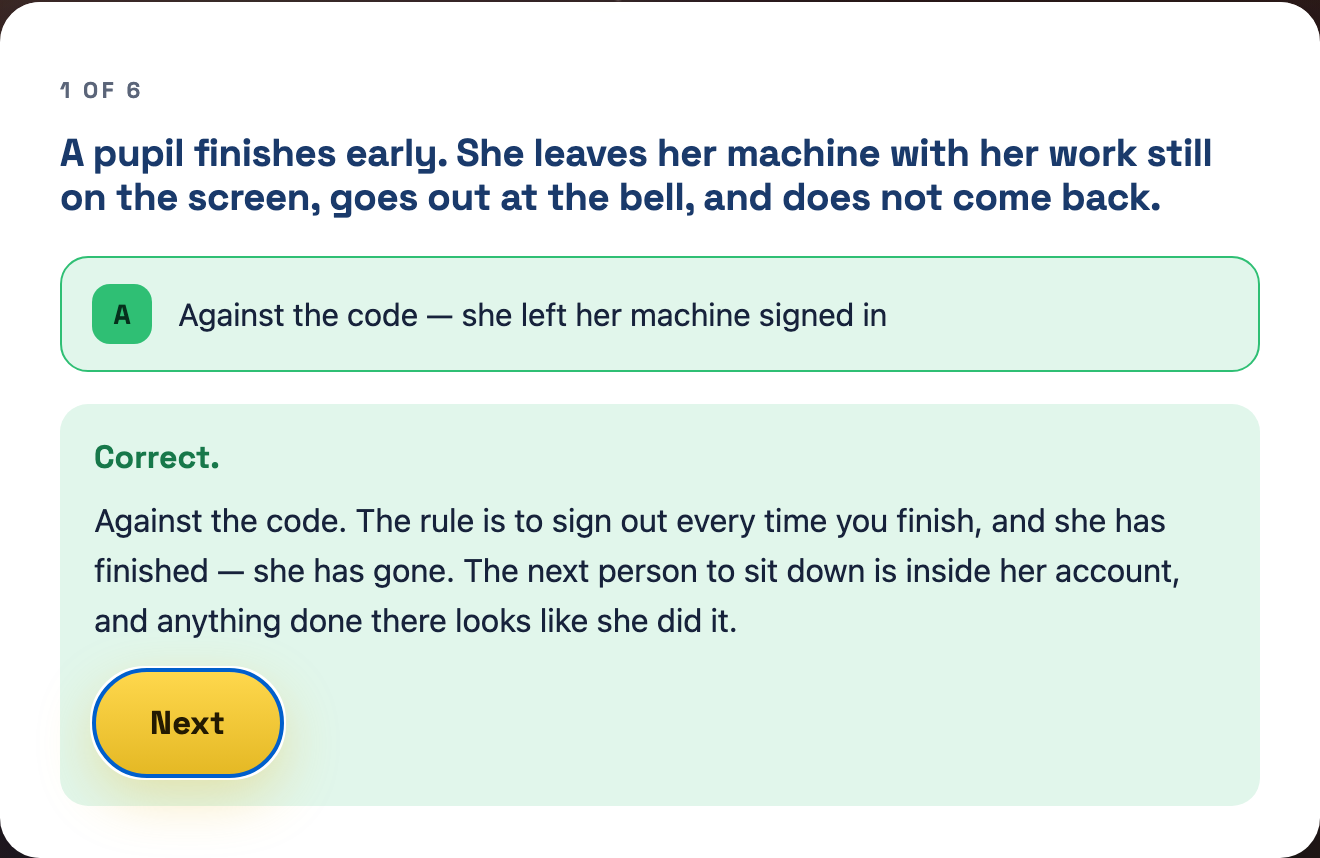 1 OF 6
A pupil finishes early. She leaves her machine with her work still
on the screen, goes out at the bell, and does not come back.
A Against the code — she left her machine signed in
Correct.
Against the code. The rule is to sign out every time you finish, and she has
finished — she has gone. The next person to sit down is inside her account,
and anything done there looks like she did it.
Next